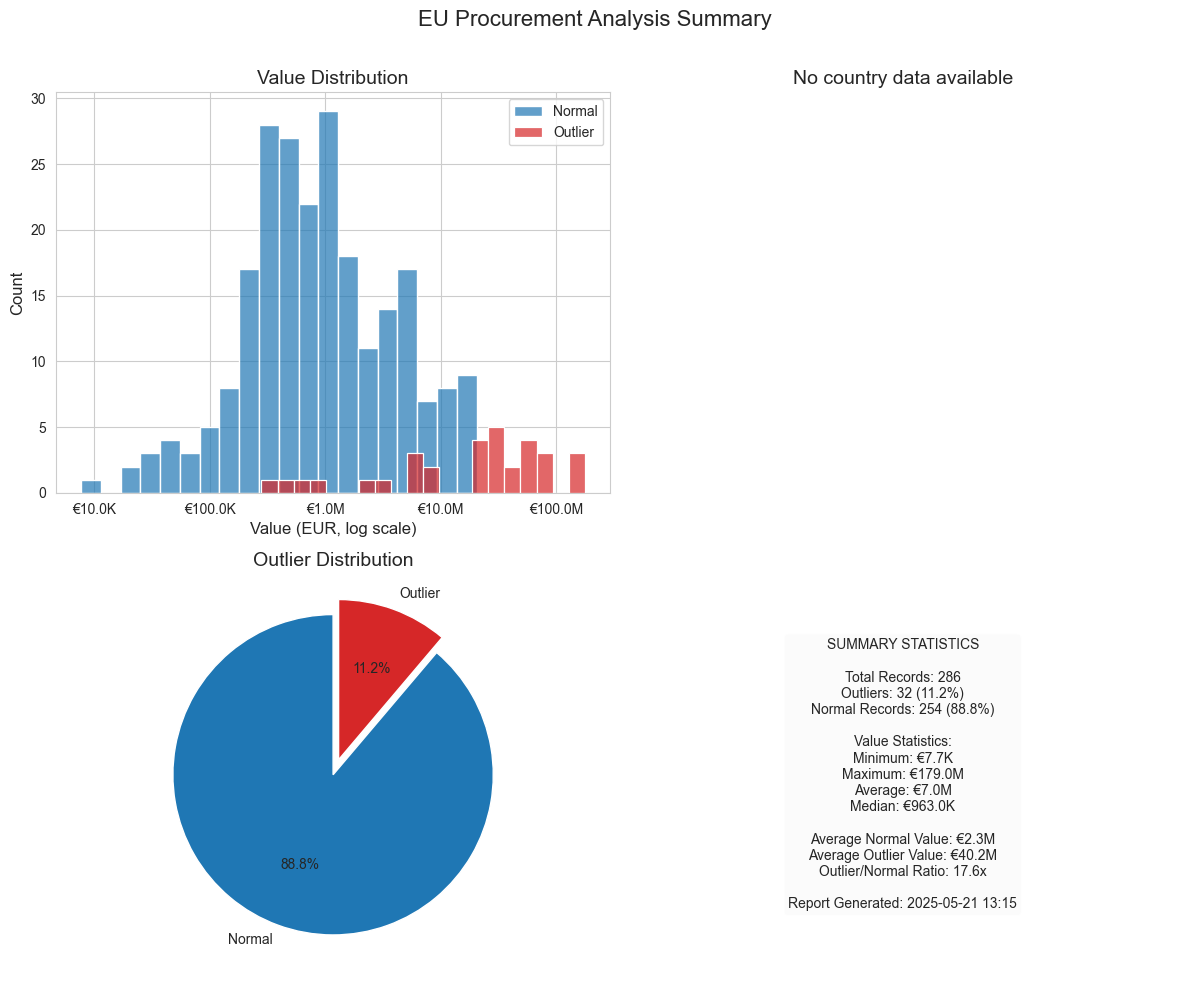 EU Procurement Analysis Summary
Value Distribution
Normal
Outlier
30
25
20
15
10
5
0
Count
€10.0K
€100.0K
€1.0M
€10.0M
€100.0M
Value (EUR, log scale)
No country data available
Outlier Distribution
Outlier
11.2%
88.8%
Normal
SUMMARY STATISTICS
Total Records: 286
Outliers: 32 (11.2%)
Normal Records: 254 (88.8%)
Value Statistics:
Minimum: €7.7K
Maximum: €179.0M
Average: €7.0M
Median: €963.0K
Average Normal Value: €2.3M
Average Outlier Value: €40.2M
Outlier/Normal Ratio: 17.6x
Report Generated: 2025-05-21 13:15